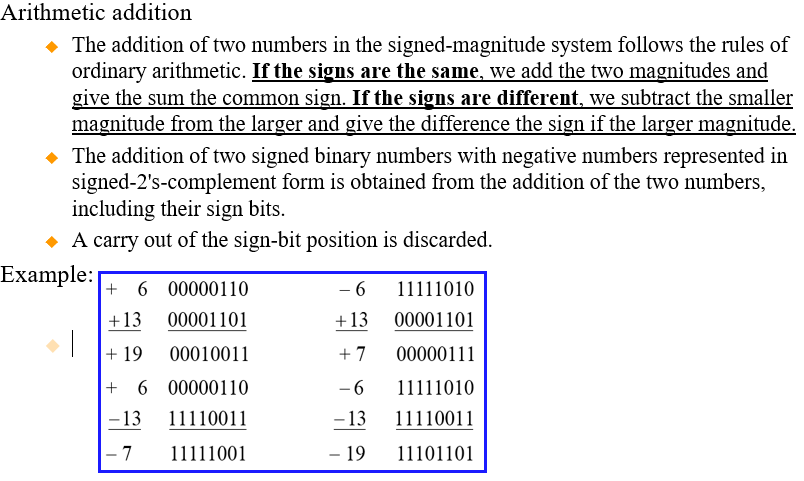 Arithmetic addition
The addition of two numbers in the signed-magnitude system follows the rules of
ordinary arithmetic. If the signs are the same, we add the two magnitudes and
give the sum the common sign. If the signs are different, we subtract the smaller
magnitude from the larger and give the difference the sign if the larger magnitude.
The addition of two signed binary numbers with negative numbers represented in
signed-2's-complement form is obtained from the addition of the two numbers,
including their sign bits.
A carry out of the sign-bit position is discarded.
Example:
+ 6 00000110 – 6 11111010
+13 00001101 +13 00001101
+ 19 00010011 + 7 00000111
+ 6 00000110 – 6 11111010
–13 11110011 –13 11110011
– 7 11111001 – 19 11101101